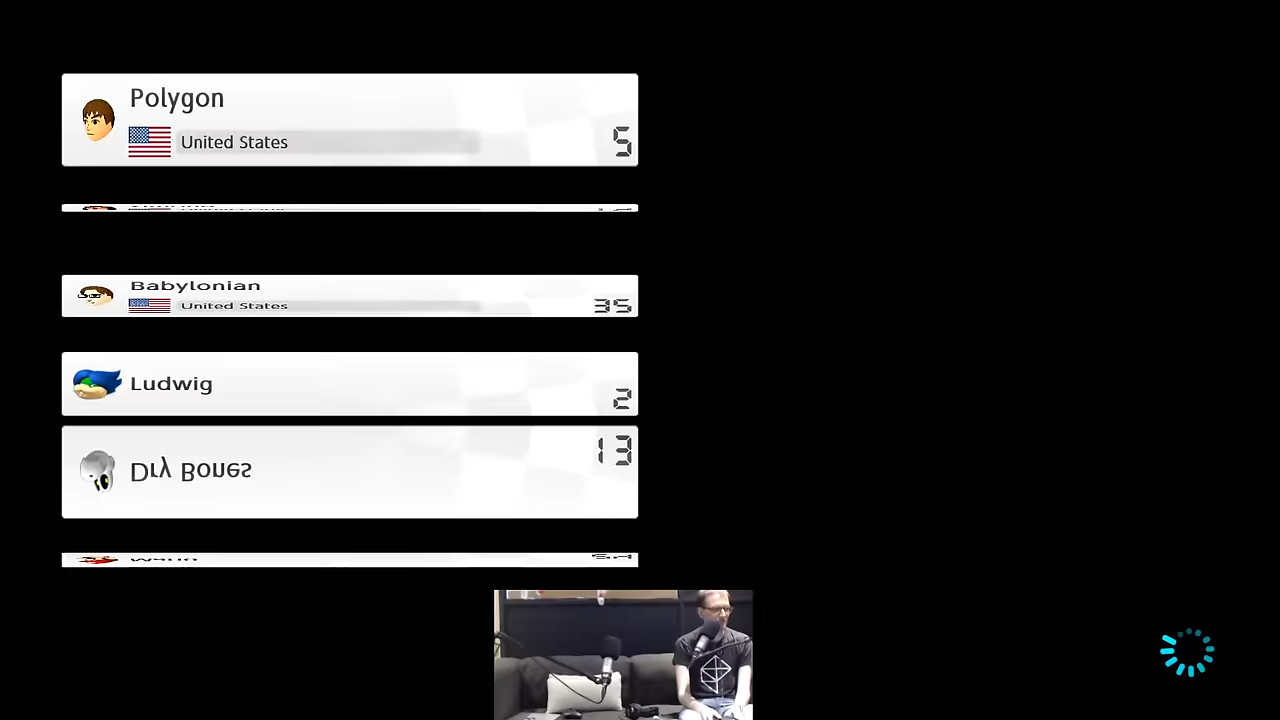 Polygon
United States
5
Babylonian
United States
35
Ludwig
2
13
Dry Bones